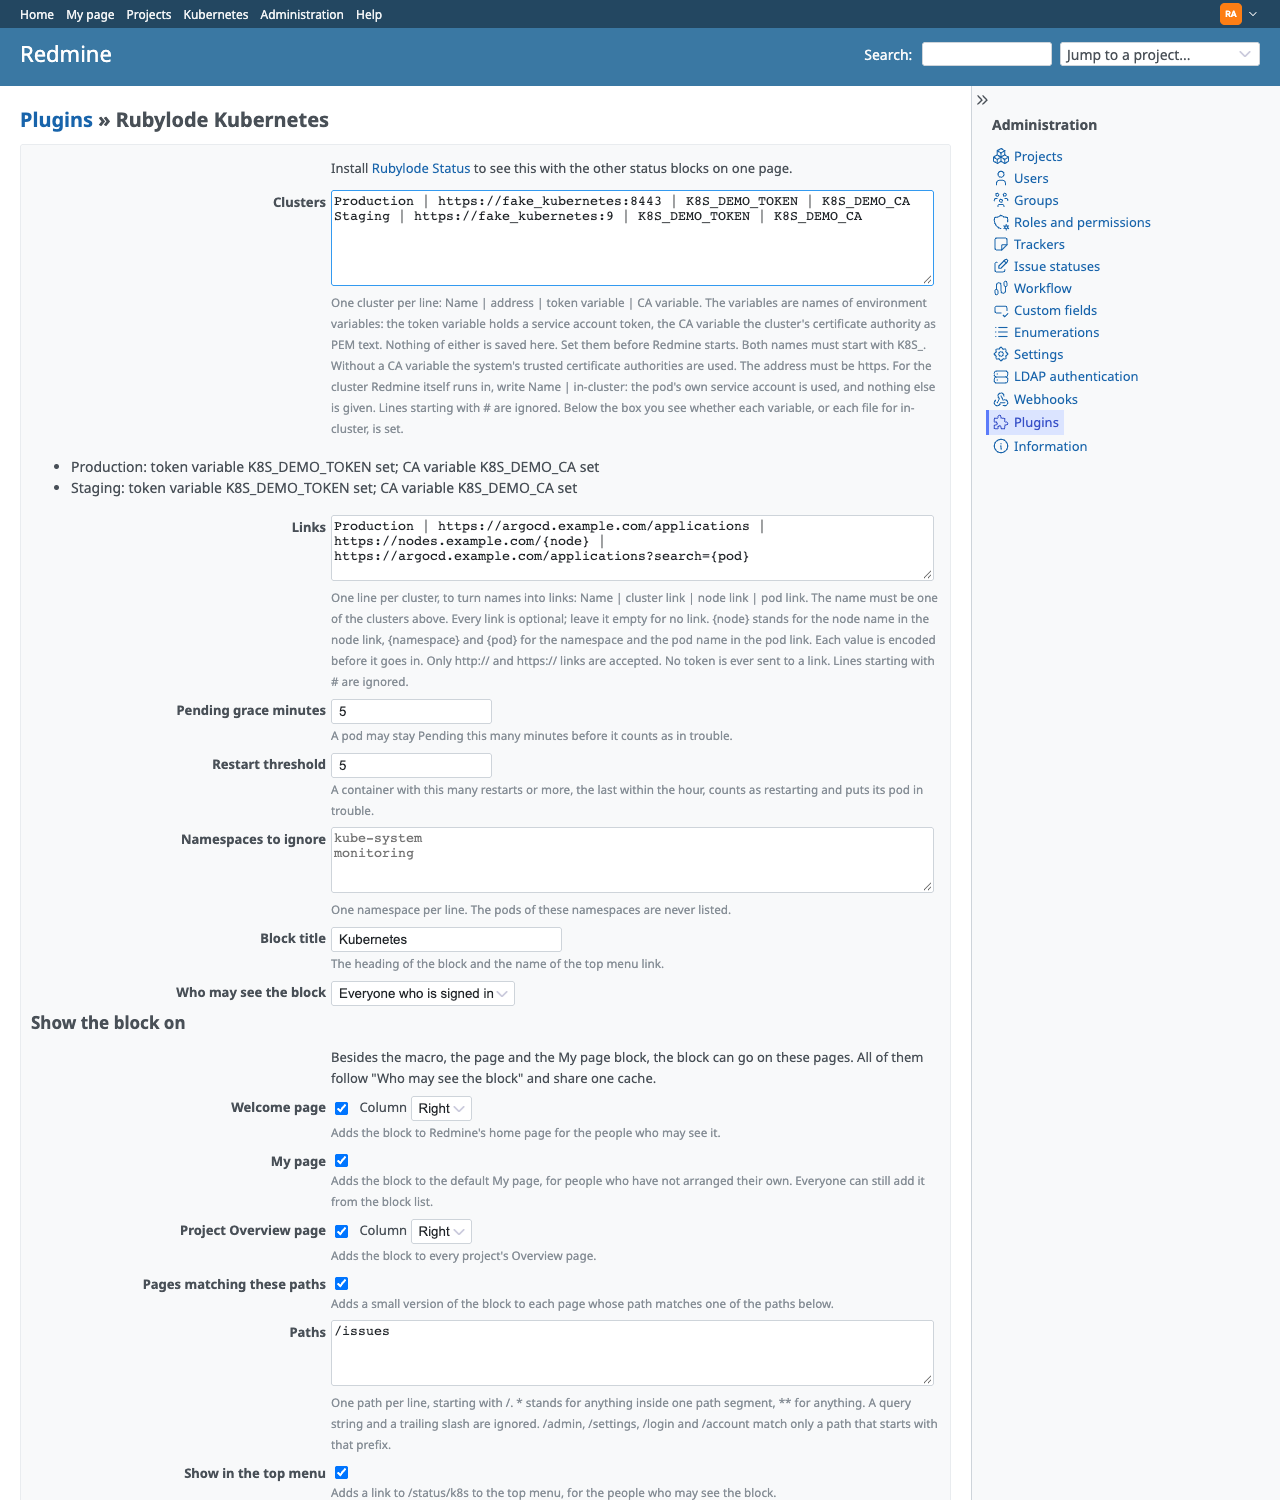 Home My page Projects Kubernetes Administration Help
RA
Redmine
Search:
Jump to a project...
Plugins » Rubylode Kubernetes
Install Rubylode Status to see this with the other status blocks on one page.
Clusters
Production | https://fake_kubernetes:8443 | K8S_DEMO_TOKEN | K8S_DEMO_CA
Staging | https://fake_kubernetes:9 | K8S_DEMO_TOKEN | K8S_DEMO_CA
One cluster per line: Name | address | token variable | CA variable. The variables are names of environment
variables: the token variable holds a service account token, the CA variable the cluster's certificate authority as
PEM text. Nothing of either is saved here. Set them before Redmine starts. Both names must start with K8S_.
Without a CA variable the system's trusted certificate authorities are used. The address must be https. For the
cluster Redmine itself runs in, write Name | in-cluster: the pod's own service account is used, and nothing else
is given. Lines starting with # are ignored. Below the box you see whether each variable, or each file for in-
cluster, is set.
Production: token variable K8S_DEMO_TOKEN set; CA variable K8S_DEMO_CA set
Staging: token variable K8S_DEMO_TOKEN set; CA variable K8S_DEMO_CA set
Links
Production | https://argocd.example.com/applications |
https://nodes.example.com/{node} |
https://argocd.example.com/applications?search={pod}
One line per cluster, to turn names into links: Name | cluster link | node link | pod link. The name must be one
of the clusters above. Every link is optional; leave it empty for no link. {node} stands for the node name in the
node link, {namespace} and {pod} for the namespace and the pod name in the pod link. Each value is encoded
before it goes in. Only http:// and https:// links are accepted. No token is ever sent to a link. Lines starting with
# are ignored.
Pending grace minutes 5
A pod may stay Pending this many minutes before it counts as in trouble.
Restart threshold 5
A container with this many restarts or more, the last within the hour, counts as restarting and puts its pod in
trouble.
Namespaces to ignore
kube-system
monitoring
One namespace per line. The pods of these namespaces are never listed.
Block title Kubernetes
The heading of the block and the name of the top menu link.
Who may see the block Everyone who is signed in
Show the block on
Besides the macro, the page and the My page block, the block can go on these pages. All of them
follow "Who may see the block" and share one cache.
Welcome page Column Right
Adds the block to Redmine's home page for the people who may see it.
My page
Adds the block to the default My page, for people who have not arranged their own. Everyone can still add it
from the block list.
Project Overview page Column Right
Adds the block to every project's Overview page.
Pages matching these paths
Adds a small version of the block to each page whose path matches one of the paths below.
Paths
/issues
One path per line, starting with /. * stands for anything inside one path segment, ** for anything. A query
string and a trailing slash are ignored. /admin, /settings, /login and /account match only a path that starts with
that prefix.
Show in the top menu
Adds a link to /status/k8s to the top menu, for the people who may see the block.
Administration
Projects
Users
Groups
Roles and permissions
Trackers
Issue statuses
Workflow
Custom fields
Enumerations
Settings
LDAP authentication
Webhooks
Plugins
Information